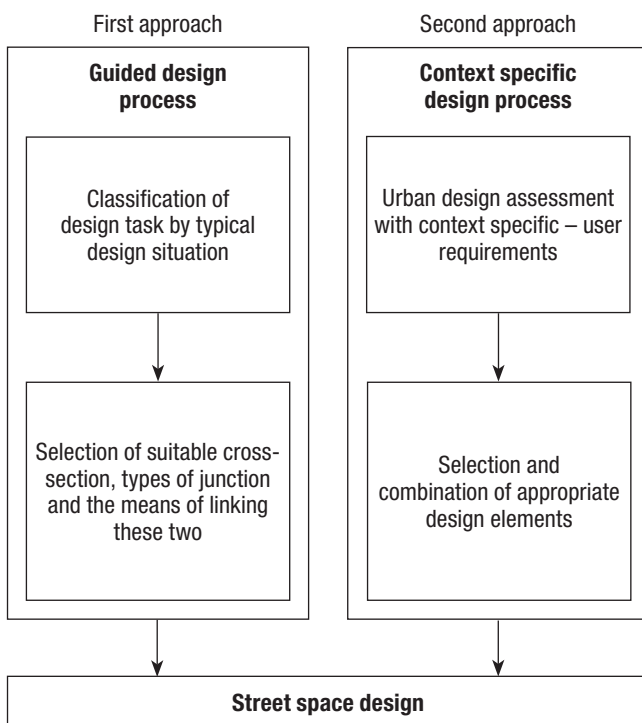 First approach
Guided design
process
Classification of
design task by typical
design situation
Selection of suitable cross-
section, types of junction
and the means of linking
these two
Second approach
Context specific
design process
Urban design assessment
with context specific – user
requirements
Selection and
combination of appropriate
design elements
Street space design